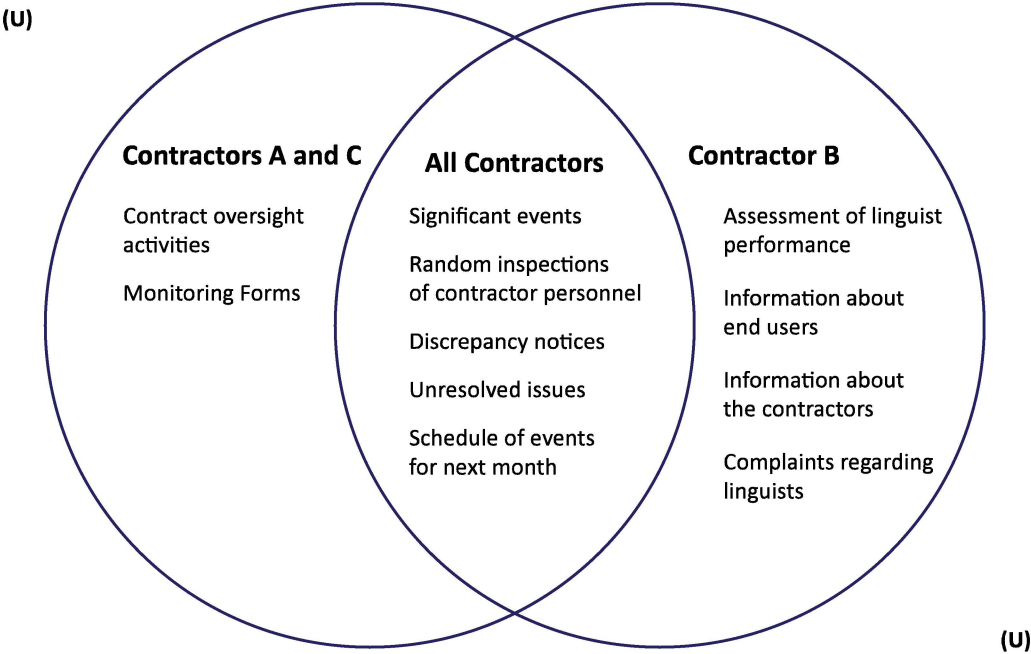 (U)
Contractors A and C
Contract oversight
activities
Monitoring Forms
All Contractors
Significant events
Random inspections
of contractor personnel
Discrepancy notices
Unresolved issues
Schedule of events
for next month
Contractor B
Assessment of linguist
performance
Information about
end users
Information about
the contractors
Complaints regarding
linguists
(U)